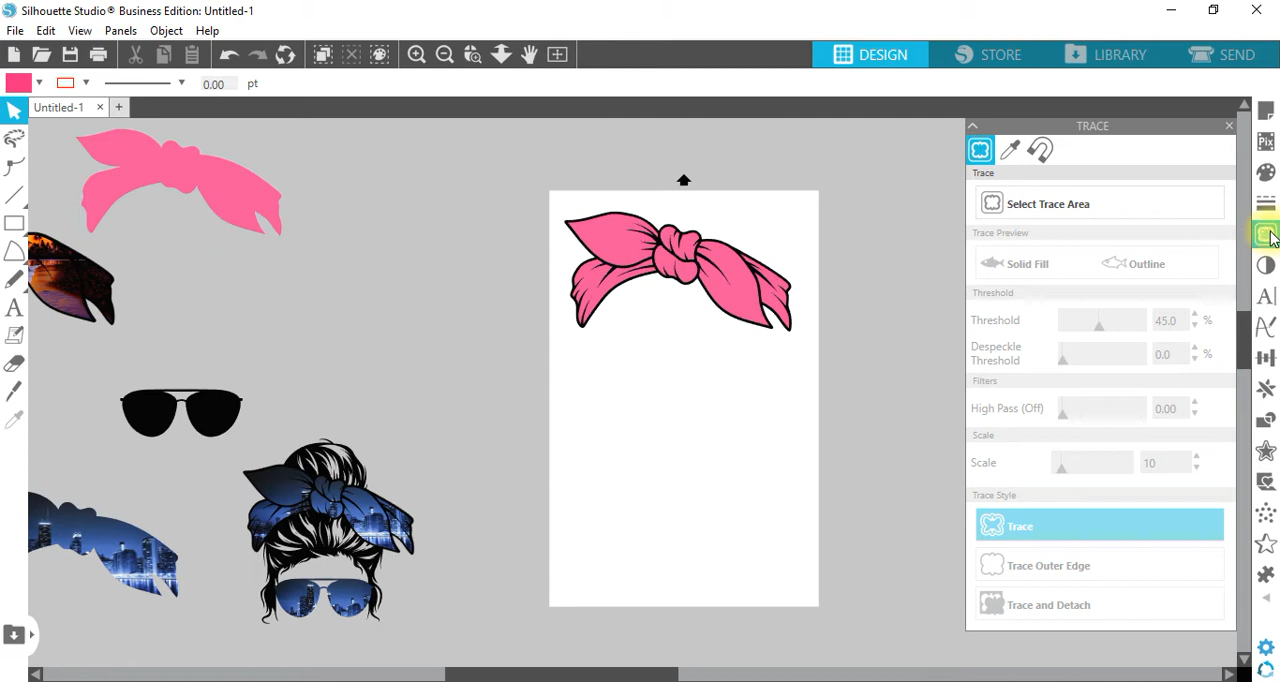 Silhouette Studio® Business Edition: Untitled-1
File Edit View Panels Object Help
DESIGN STORE LIBRARY SEND
0.00 pt
Untitled-1
TRACE
Trace
Select Trace Area
Trace Preview
Solid Fill Outline
Threshold
Threshold 45.0 %
Despeckle
Threshold 0.0 %
Filters
High Pass (Off) 0.00
Scale
Scale 10
Trace Style
Trace
Trace Outer Edge
Trace and Detach
Pix
A
A